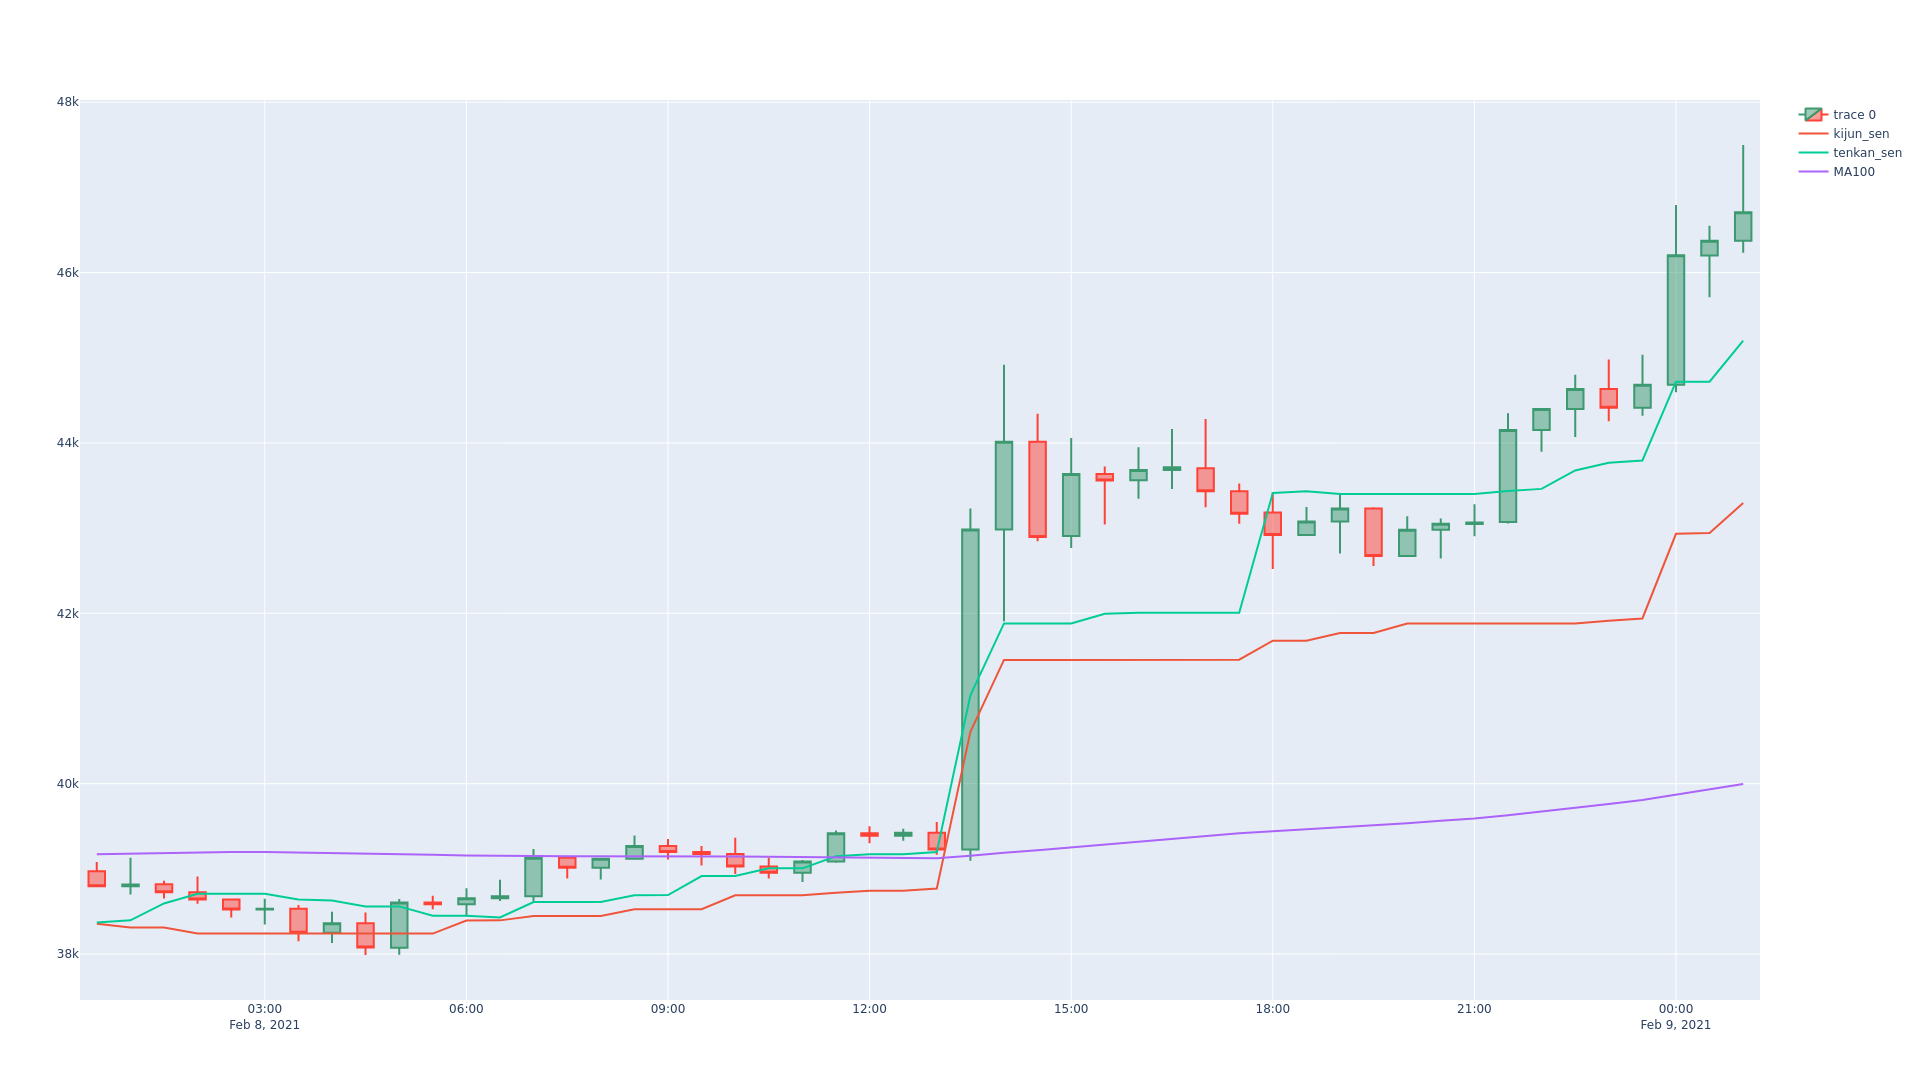 48k
46k
44k
42k
40k
38k
03:00
Feb 8, 2021
06:00
09:00
12:00
15:00
18:00
21:00
00:00
Feb 9, 2021
trace 0
kijun_sen
tenkan_sen
MA100